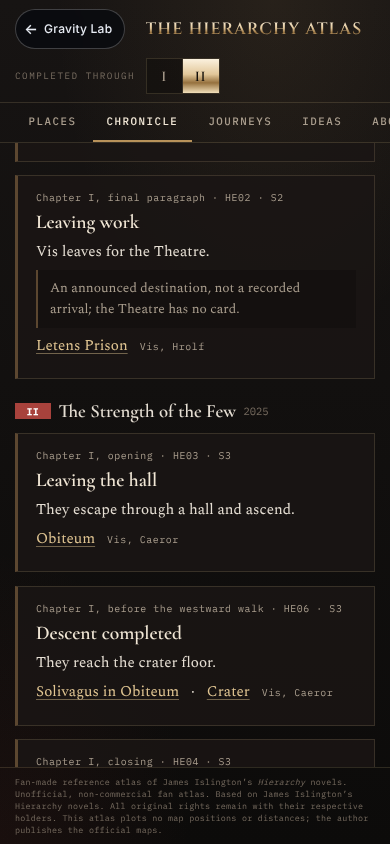 ← Gravity Lab
THE HIERARCHY ATLAS
COMPLETED THROUGH
I
II
PLACES
CHRONICLE
JOURNEYS
IDEAS
Chapter I, final paragraph · HE02 · S2
Leaving work
Vis leaves for the Theatre.
An announced destination, not a recorded
arrival; the Theatre has no card.
Letens Prison Vis, Hrolf
II The Strength of the Few 2025
Chapter I, opening · HE03 · S3
Leaving the hall
They escape through a hall and ascend.
Obiteum Vis, Caeror
Chapter I, before the westward walk · HE06 · S3
Descent completed
They reach the crater floor.
Solivagus in Obiteum · Crater Vis, Caeror
Chapter I, closing · HE04 · S3
Fan-made reference atlas of James Islington’s Hierarchy novels.
Unofficial, non-commercial fan atlas. Based on James Islington’s
Hierarchy novels. All original rights remain with their respective
holders. This atlas plots no map positions or distances; the author
publishes the official maps.